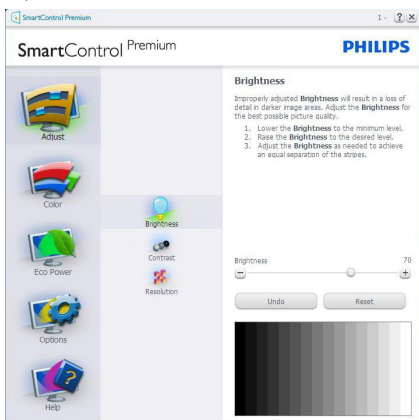 SmartControl Premium
1 -
?
×
SmartControl Premium
PHILIPS
Adjust
Color
Eco Power
Options
Help
Brightness
Contrast
Resolution
Brightness
Improperly adjusted Brightness will result in a loss of
detail in darker image areas. Adjust the Brightness for
the best possible picture quality.
1. Lower the Brightness to the minimum level.
2. Raise the Brightness to the desired level.
3. Adjust the Brightness as needed to achieve
an equal separation of the stripes.
Brightness 70
Undo Reset